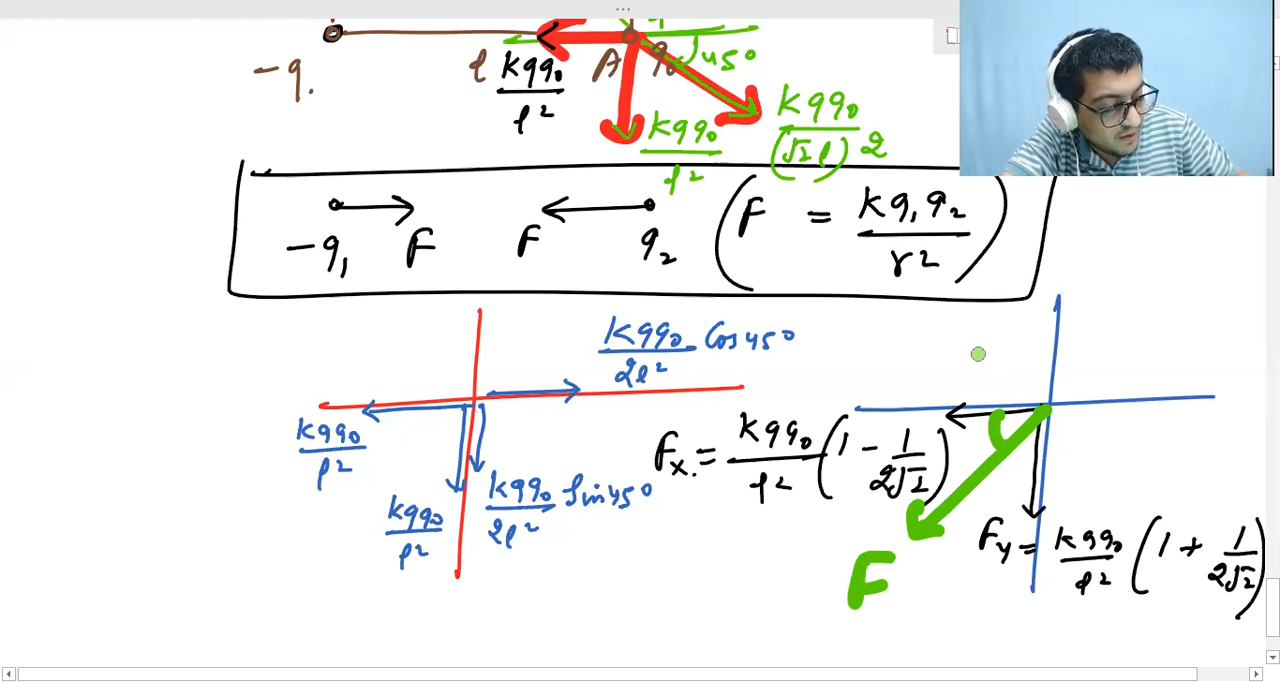 45°
-q.
l
kqq₀/l²
A
q₀
kqq₀/l²
kqq₀/(√2 l)²
-q₁
F
F
q₂
(F = kq₁q₂/r²)
kqq₀/2l² Cos45°
kqq₀/l²
kqq₀/l²
kqq₀/2l² Sin45°
Fx. = kqq₀/l² (1 - 1/2√2)
F
Fy = kqq₀/l² (1 + 1/2√2)